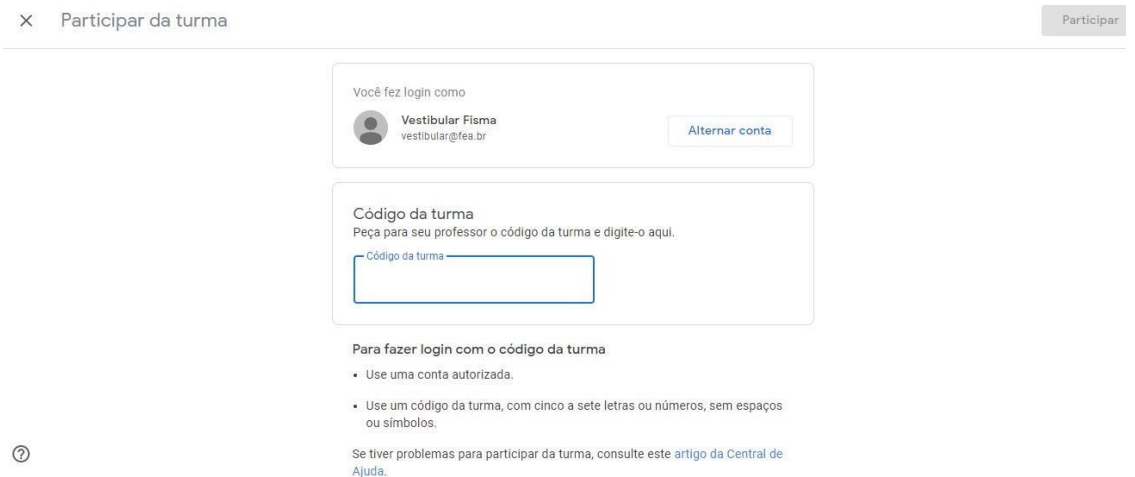 Participar da turma
Participar
Você fez login como
Vestibular Fisma
vestibular@fea.br
Alternar conta
Código da turma
Peça para seu professor o código da turma e digite-o aqui.
Código da turma
Para fazer login com o código da turma
• Use uma conta autorizada.
• Use um código da turma, com cinco a sete letras ou números, sem espaços
ou símbolos.
Se tiver problemas para participar da turma, consulte este artigo da Central de
Ajuda.